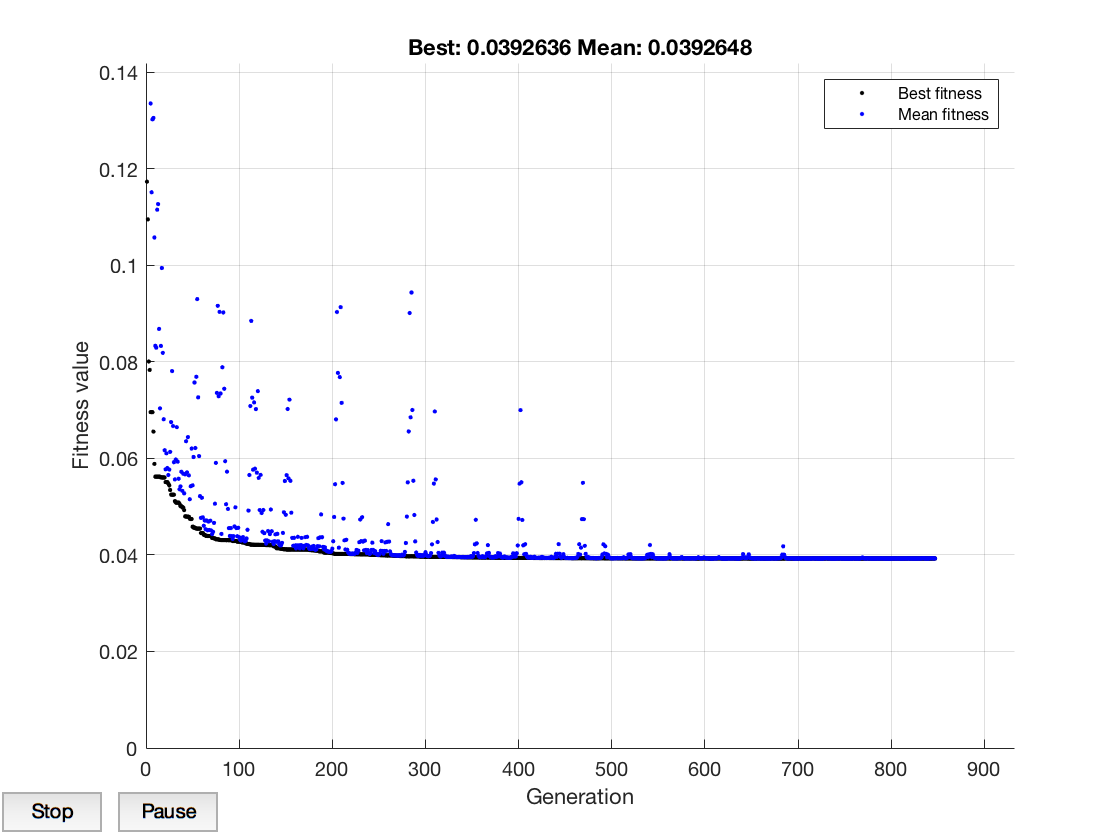 Best: 0.0392636 Mean: 0.0392648
Best fitness
Mean fitness
Fitness value
0.14
0.12
0.1
0.08
0.06
0.04
0.02
0
0 100 200 300 400 500 600 700 800 900
Generation
Stop Pause